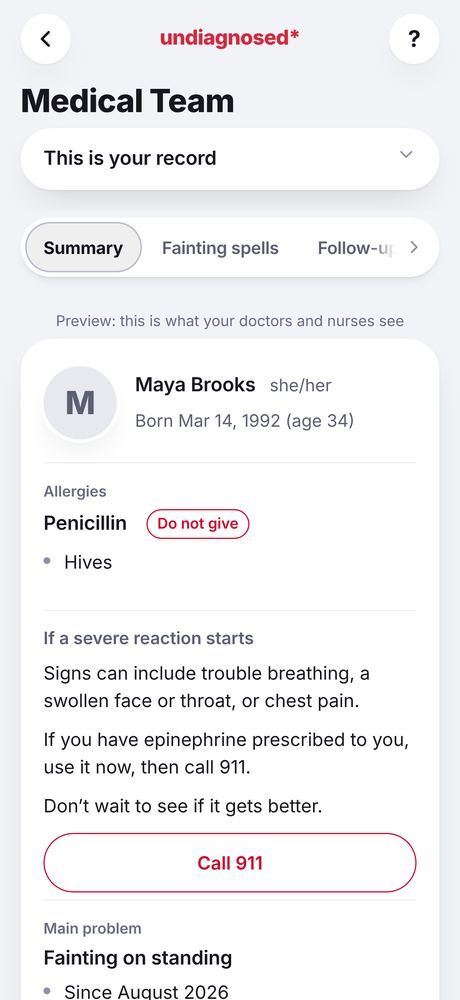 undiagnosed*
?
Medical Team
This is your record
Summary Fainting spells Follow-up
Preview: this is what your doctors and nurses see
M
Maya Brooks she/her
Born Mar 14, 1992 (age 34)
Allergies
Penicillin Do not give
• Hives
If a severe reaction starts
Signs can include trouble breathing, a
swollen face or throat, or chest pain.
If you have epinephrine prescribed to you,
use it now, then call 911.
Don’t wait to see if it gets better.
Call 911
Main problem
Fainting on standing
• Since August 2026